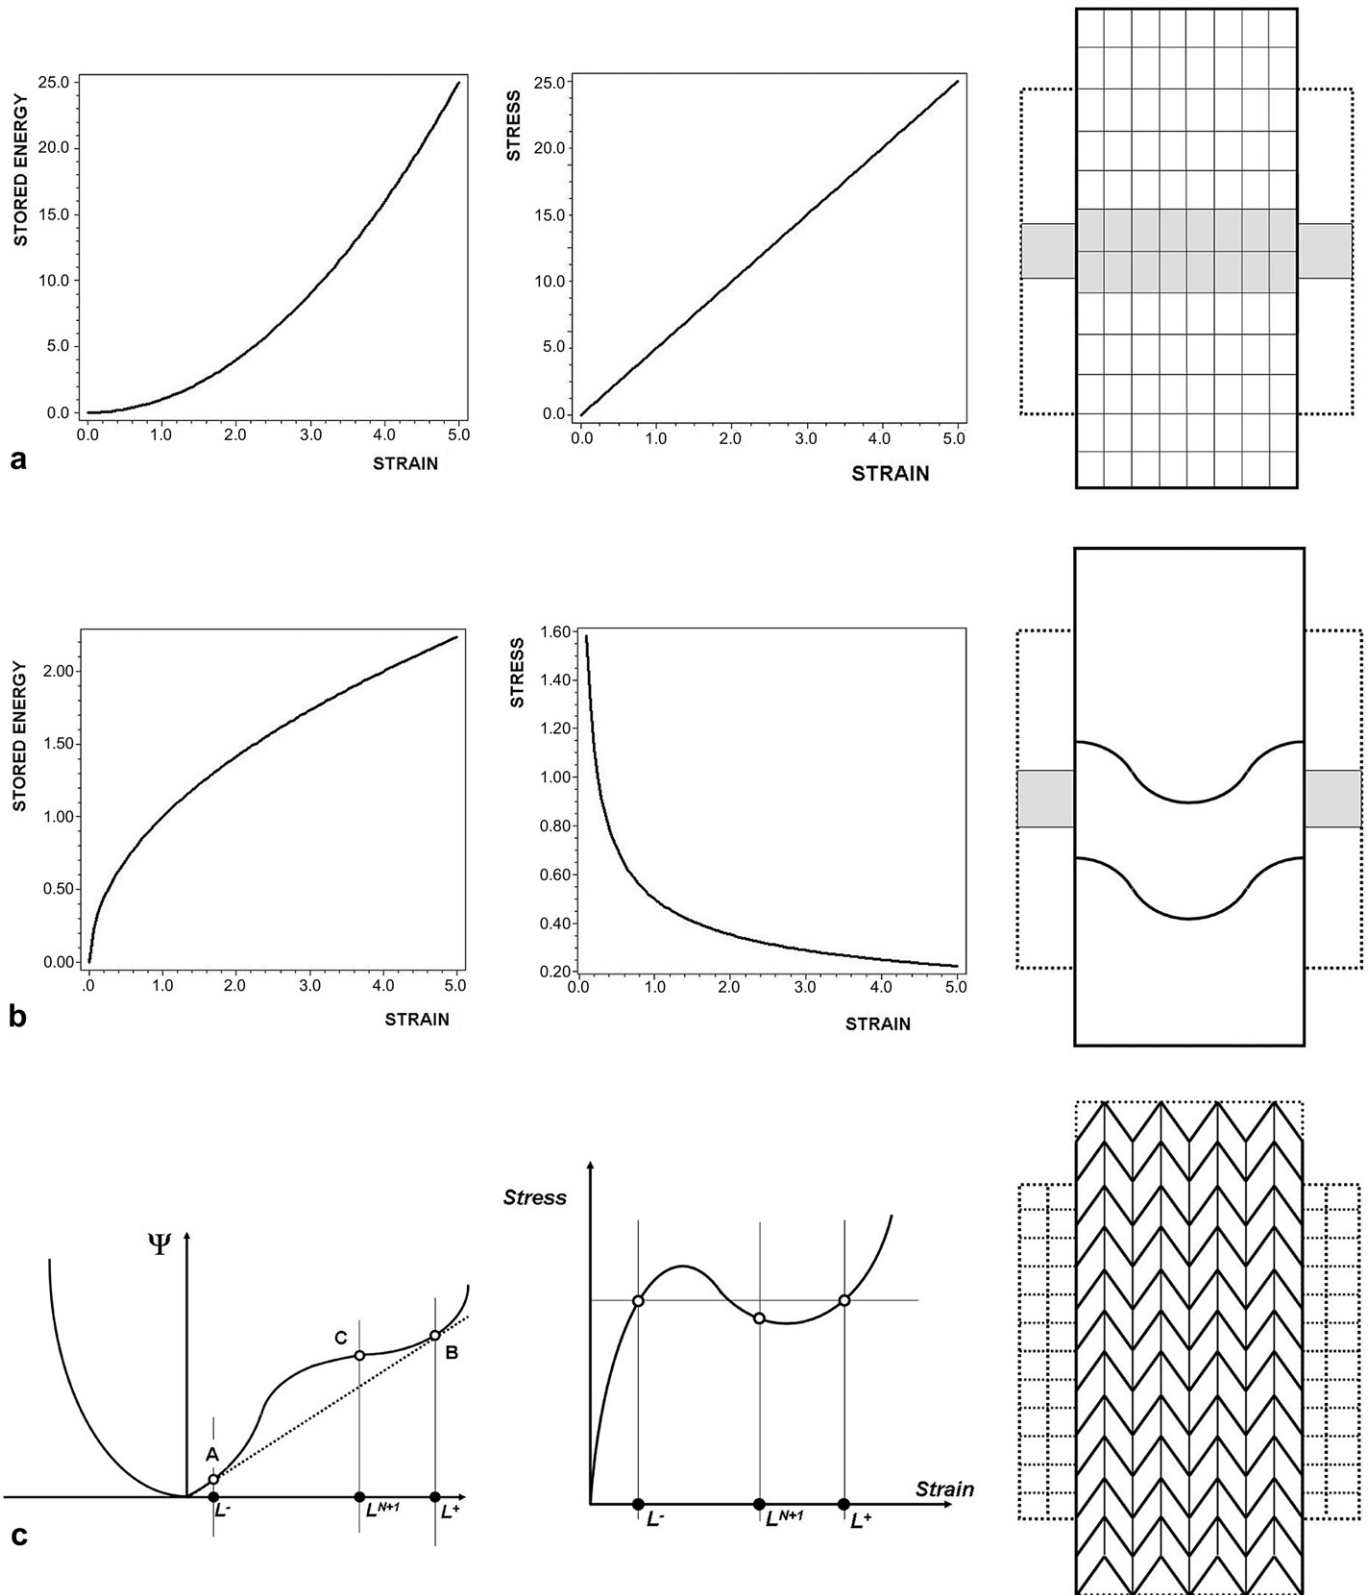 STORED ENERGY
25.0
20.0
15.0
10.0
5.0
0.0
0.0 1.0 2.0 3.0 4.0 5.0
STRAIN
STRESS
25.0
20.0
15.0
10.0
5.0
0.0
0.0 1.0 2.0 3.0 4.0 5.0
STRAIN
a
STORED ENERGY
2.00
1.50
1.00
0.50
0.00
.0 1.0 2.0 3.0 4.0 5.0
STRAIN
STRESS
1.60
1.40
1.20
1.00
0.80
0.60
0.40
0.20
0.0 1.0 2.0 3.0 4.0 5.0
STRAIN
b
Ψ
A
C
B
L⁻ Lᴺ⁺¹ L⁺
Stress
Strain
L⁻ Lᴺ⁺¹ L⁺
c